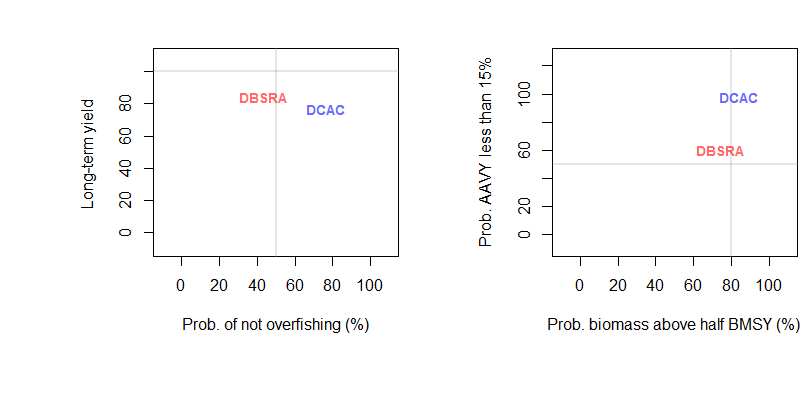 Long-term yield
80
60
40
20
0
DBSRA
DCAC
0 20 40 60 80 100
Prob. of not overfishing (%)
Prob. AAVY less than 15%
100
60
20
0
DCAC
DBSRA
0 20 40 60 80 100
Prob. biomass above half BMSY (%)